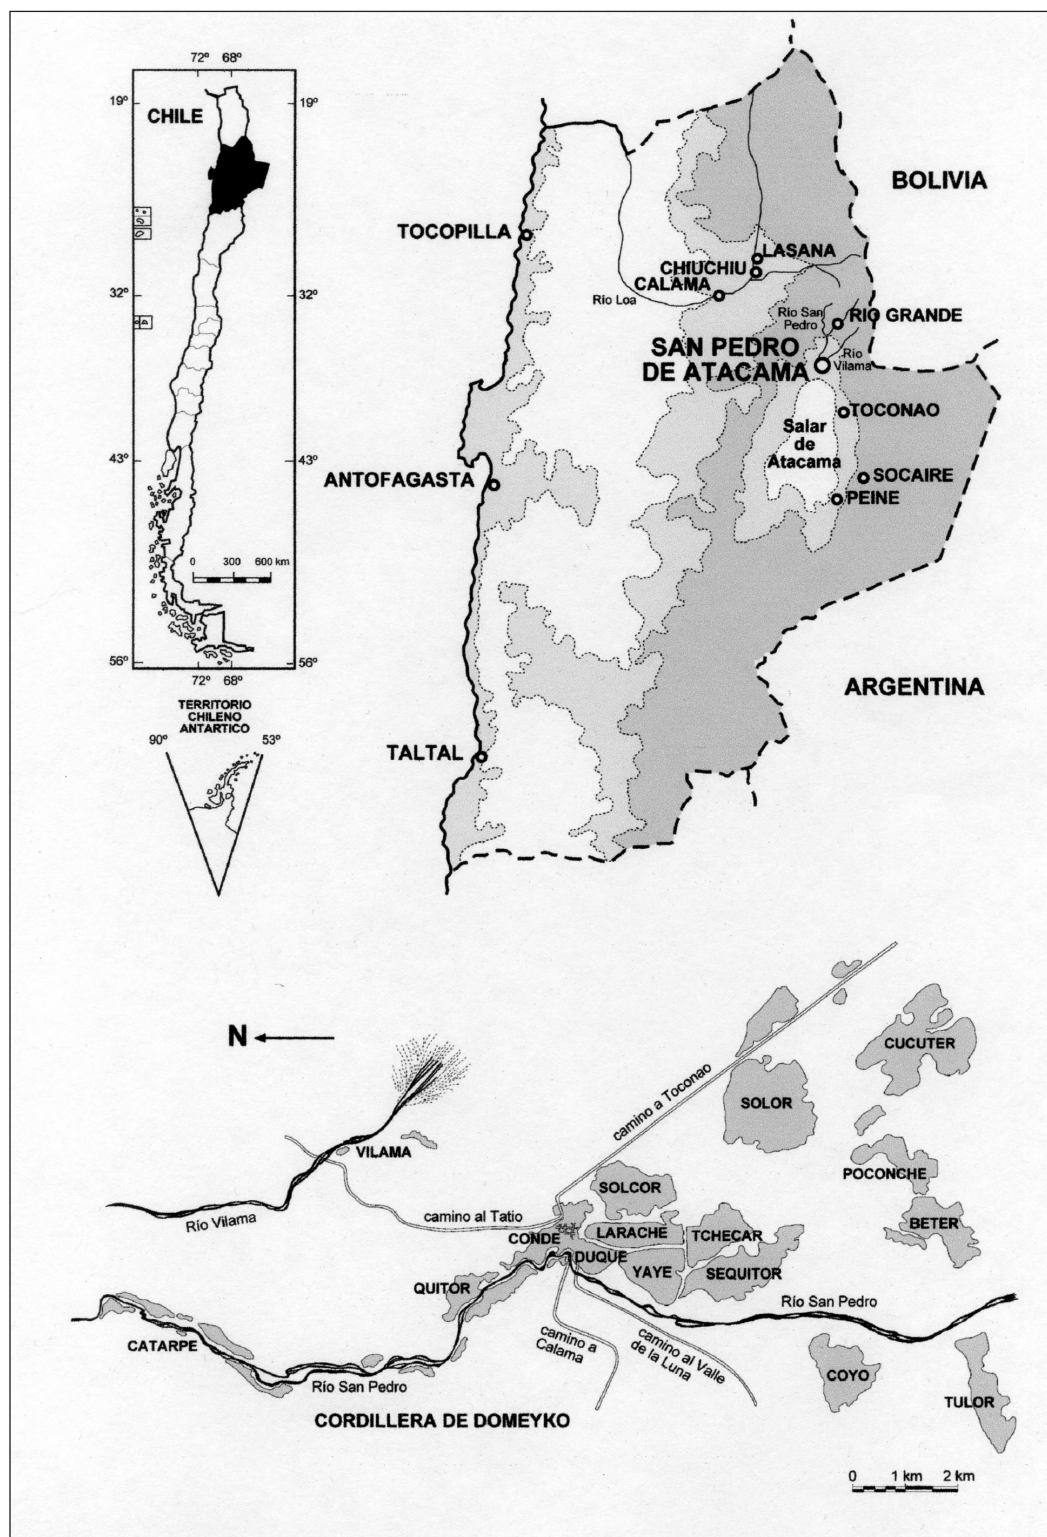 72º 68º
19º
19º
CHILE
32º
32º
43º
43º
0 300 600 km
56º
56º
72º 68º
TERRITORIO
CHILENO
ANTARTICO
90º
53º
BOLIVIA
TOCOPILLA
LASANA
CHIUCHIU
CALAMA
Río Loa
Río San
Pedro
RIO GRANDE
SAN PEDRO
DE ATACAMA
Río
Vilama
TOCONAO
Salar
de
Atacama
ANTOFAGASTA
SOCAIRE
PEINE
ARGENTINA
TALTAL
N
CUCUTER
camino a Toconao
SOLOR
VILAMA
POCONCHE
SOLCOR
Río Vilama
camino al Tatio
BETER
CONDE
LARACHE
TCHECAR
DUQUE
YAYE
SEQUITOR
QUITOR
Río San Pedro
camino a
Calama
camino al Valle
de la Luna
CATARPE
Río San Pedro
COYO
TULOR
CORDILLERA DE DOMEYKO
0 1 km 2 km